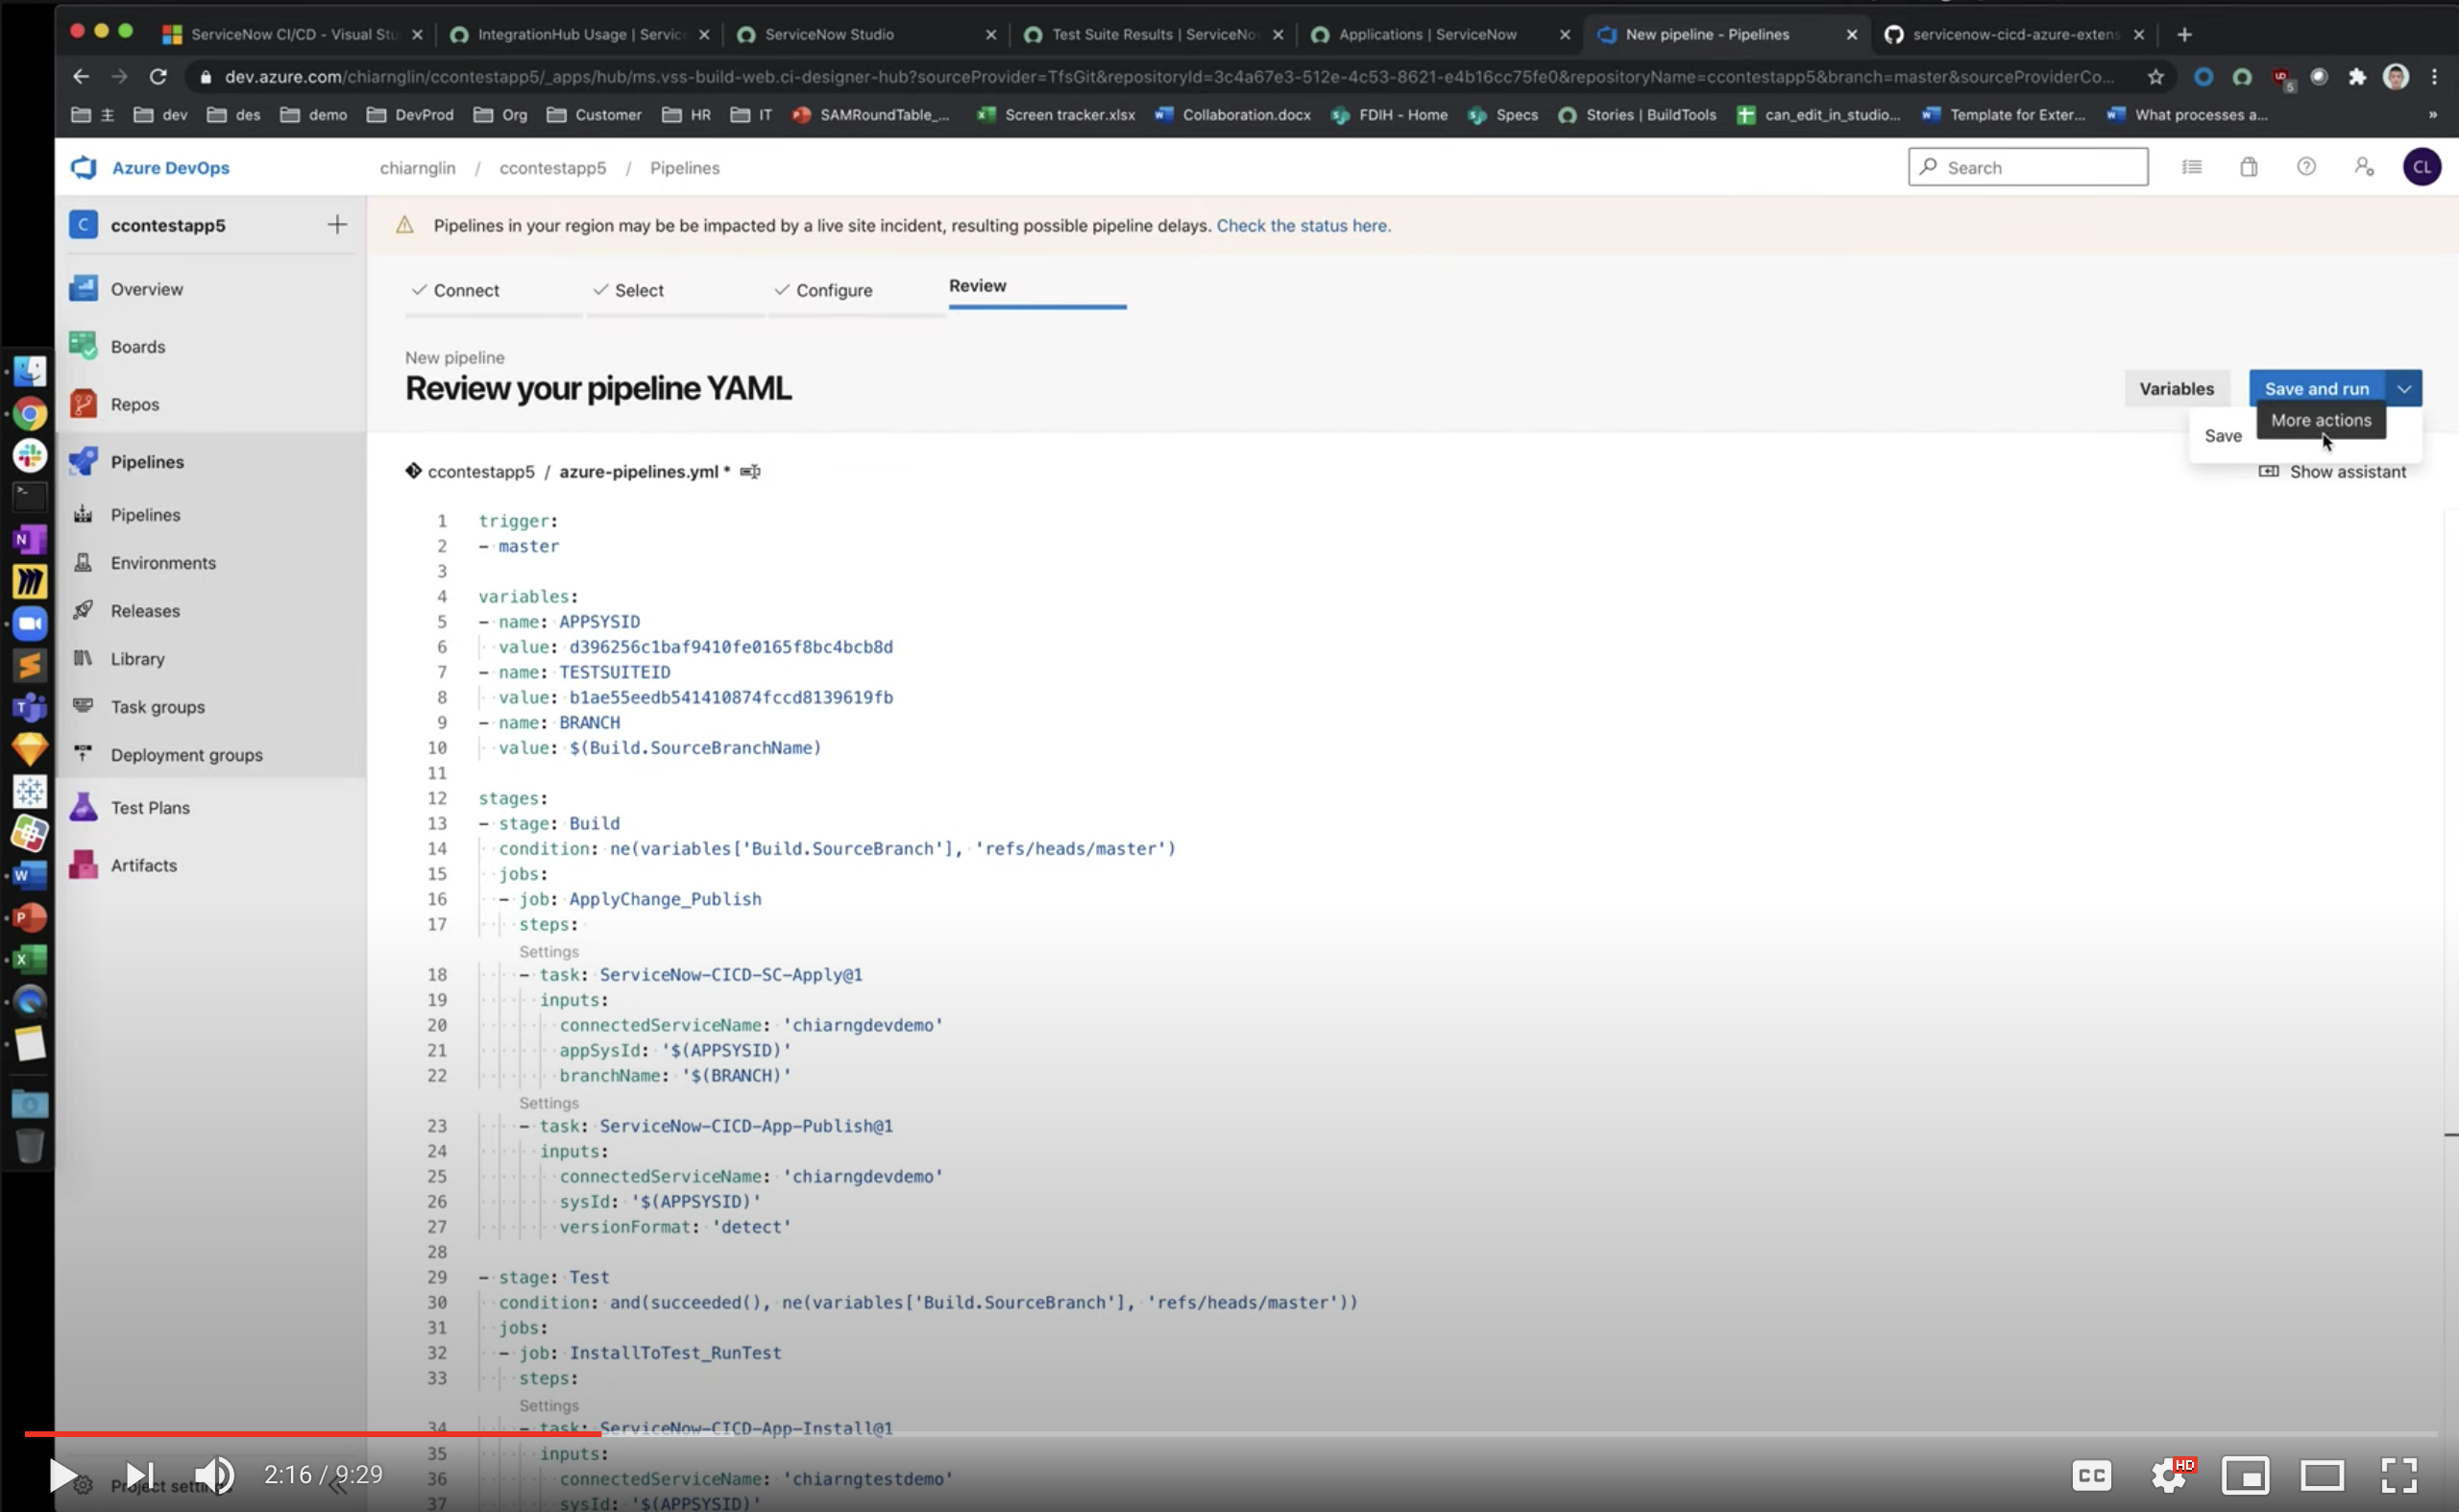 ServiceNow CI/CD - Visual Stu
IntegrationHub Usage | Service
ServiceNow Studio
Test Suite Results | ServiceNo
Applications | ServiceNow
New pipeline - Pipelines
servicenow-cicd-azure-extens
dev.azure.com/chiarnglin/ccontestapp5/_apps/hub/ms.vss-build-web.ci-designer-hub?sourceProvider=TfsGit&repositoryId=3c4a67e3-512e-4c53-8621-e4b16cc75fe0&repositoryName=ccontestapp5&branch=master&sourceProviderCo...
5
主
dev
des
demo
DevProd
Org
Customer
HR
IT
SAMRoundTable_...
Screen tracker.xlsx
Collaboration.docx
FDIH - Home
Specs
Stories | BuildTools
can_edit_in_studio...
Template for Exter...
What processes a...
»
Azure DevOps
chiarnglin / ccontestapp5 / Pipelines
Search
CL
C ccontestapp5
Pipelines in your region may be be impacted by a live site incident, resulting possible pipeline delays. Check the status here.
Overview
Boards
Repos
Pipelines
Pipelines
Environments
Releases
Library
Task groups
Deployment groups
Test Plans
Artifacts
Project settings
Connect
Select
Configure
Review
New pipeline
Review your pipeline YAML
Variables
Save and run
More actions
Save
Show assistant
ccontestapp5 / azure-pipelines.yml *
1 trigger:
2 - master
3
4 variables:
5 - name: APPSYSID
6 value: d396256c1baf9410fe0165f8bc4bcb8d
7 - name: TESTSUITEID
8 value: b1ae55eedb541410874fccd8139619fb
9 - name: BRANCH
10 value: $(Build.SourceBranchName)
11
12 stages:
13 - stage: Build
14 condition: ne(variables['Build.SourceBranch'], 'refs/heads/master')
15 jobs:
16 - job: ApplyChange_Publish
17 steps:
Settings
18 - task: ServiceNow-CICD-SC-Apply@1
19 inputs:
20 connectedServiceName: 'chiarngdevdemo'
21 appSysId: '$(APPSYSID)'
22 branchName: '$(BRANCH)'
Settings
23 - task: ServiceNow-CICD-App-Publish@1
24 inputs:
25 connectedServiceName: 'chiarngdevdemo'
26 sysId: '$(APPSYSID)'
27 versionFormat: 'detect'
28
29 - stage: Test
30 condition: and(succeeded(), ne(variables['Build.SourceBranch'], 'refs/heads/master'))
31 jobs:
32 - job: InstallToTest_RunTest
33 steps:
Settings
34 - task: ServiceNow-CICD-App-Install@1
35 inputs:
36 connectedServiceName: 'chiarngtestdemo'
37 sysId: '$(APPSYSID)'
2:16 / 9:29
CC
HD